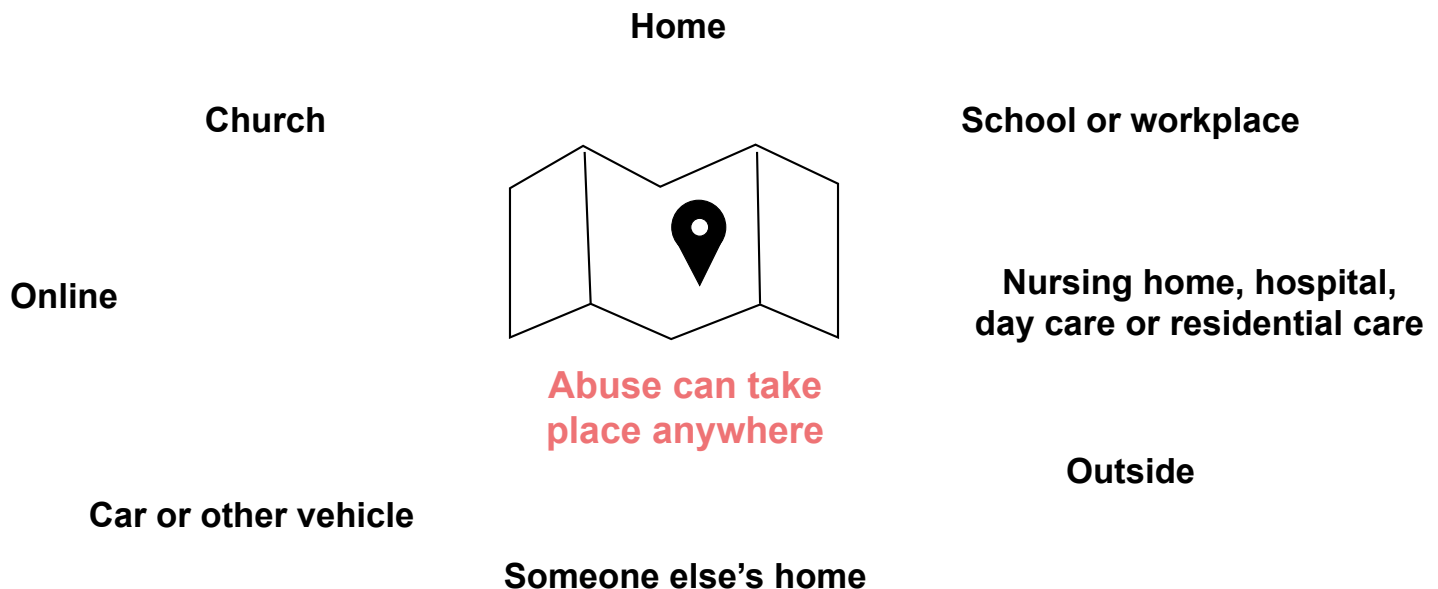 Home
Church
School or workplace
Online
Nursing home, hospital,
day care or residential care
Abuse can take
place anywhere
Outside
Car or other vehicle
Someone else’s home